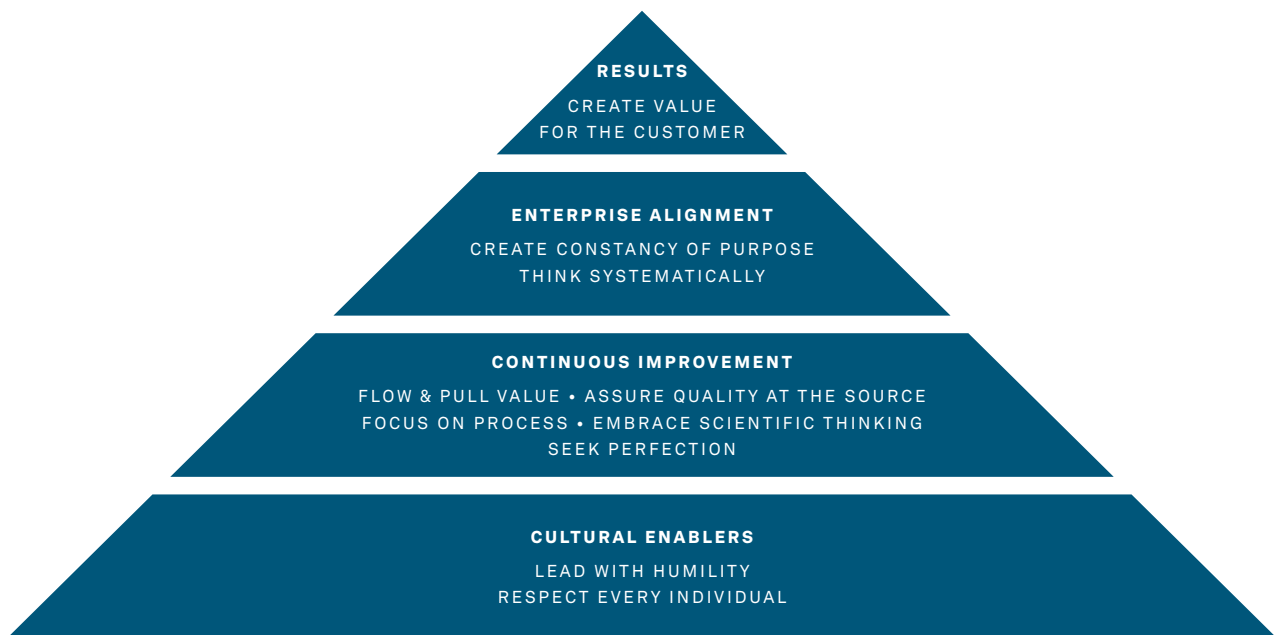 RESULTS
CREATE VALUE
FOR THE CUSTOMER
ENTERPRISE ALIGNMENT
CREATE CONSTANCY OF PURPOSE
THINK SYSTEMATICALLY
CONTINUOUS IMPROVEMENT
FLOW & PULL VALUE • ASSURE QUALITY AT THE SOURCE
FOCUS ON PROCESS • EMBRACE SCIENTIFIC THINKING
SEEK PERFECTION
CULTURAL ENABLERS
LEAD WITH HUMILITY
RESPECT EVERY INDIVIDUAL